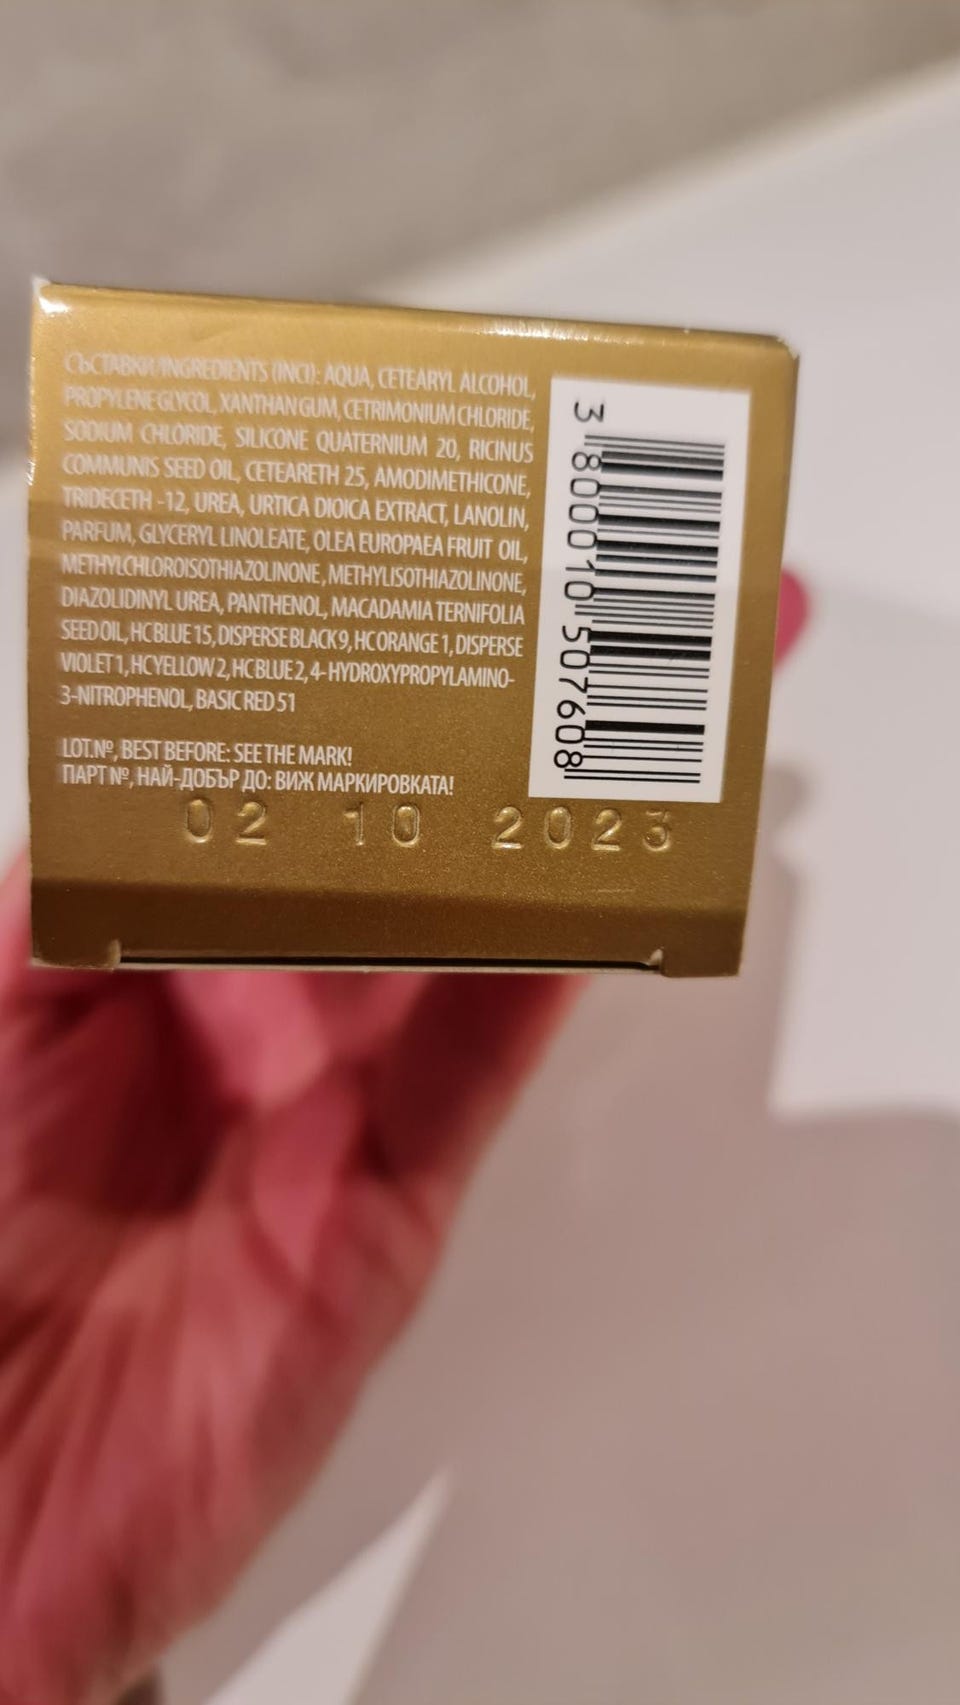 СЪСТАВКИ/INGREDIENTS (INCI): AQUA, CETEARYL ALCOHOL,
PROPYLENE GLYCOL, XANTHAN GUM, CETRIMONIUM CHLORIDE,
SODIUM CHLORIDE, SILICONE QUATERNIUM 20, RICINUS
COMMUNIS SEED OIL, CETEARETH 25, AMODIMETHICONE,
TRIDECETH -12, UREA, URTICA DIOICA EXTRACT, LANOLIN,
PARFUM, GLYCERYL LINOLEATE, OLEA EUROPAEA FRUIT OIL,
METHYLCHLOROISOTHIAZOLINONE, METHYLISOTHIAZOLINONE,
DIAZOLIDINYL UREA, PANTHENOL, MACADAMIA TERNIFOLIA
SEED OIL, HC BLUE 15, DISPERSE BLACK 9, HC ORANGE 1, DISPERSE
VIOLET 1, HC YELLOW 2, HC BLUE 2, 4-HYDROXYPROPYLAMINO-
3-NITROPHENOL, BASIC RED 51
LOT.№, BEST BEFORE: SEE THE MARK!
ПАРТ №, НАЙ-ДОБЪР ДО: ВИЖ МАРКИРОВКАТА!
02 10 2023
3 800010 507608